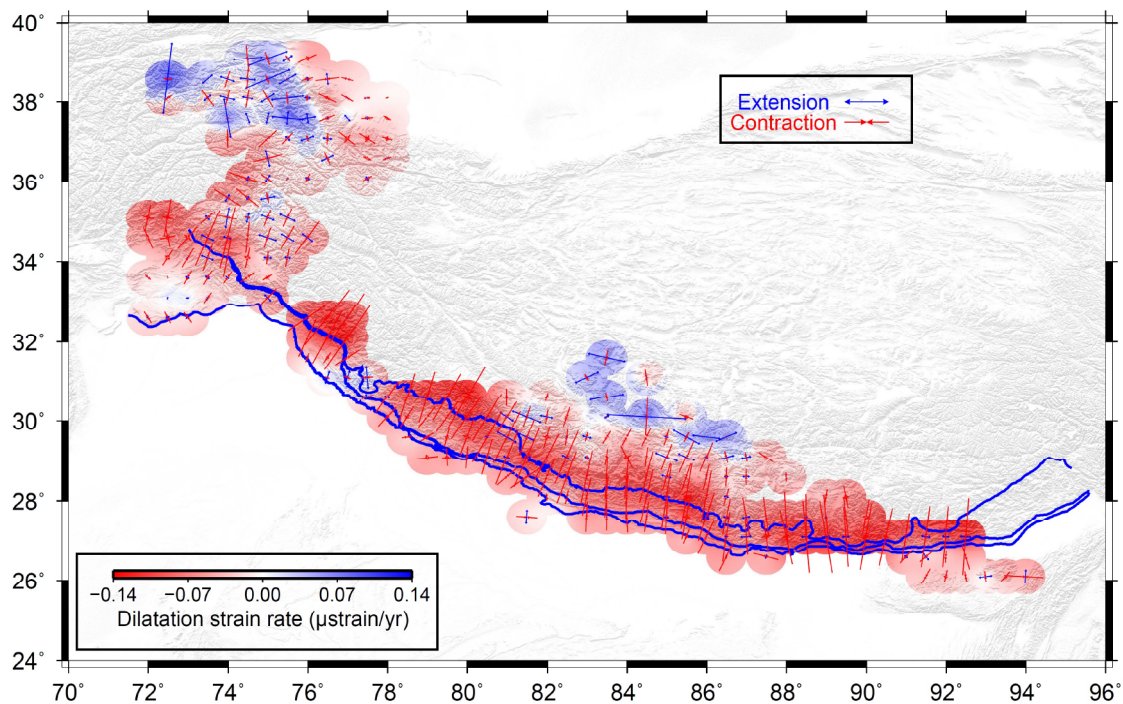 40˚
38˚
36˚
34˚
32˚
30˚
28˚
26˚
24˚
Extension
Contraction
−0.14 −0.07 0.00 0.07 0.14
Dilatation strain rate (µstrain/yr)
70˚ 72˚ 74˚ 76˚ 78˚ 80˚ 82˚ 84˚ 86˚ 88˚ 90˚ 92˚ 94˚ 96˚